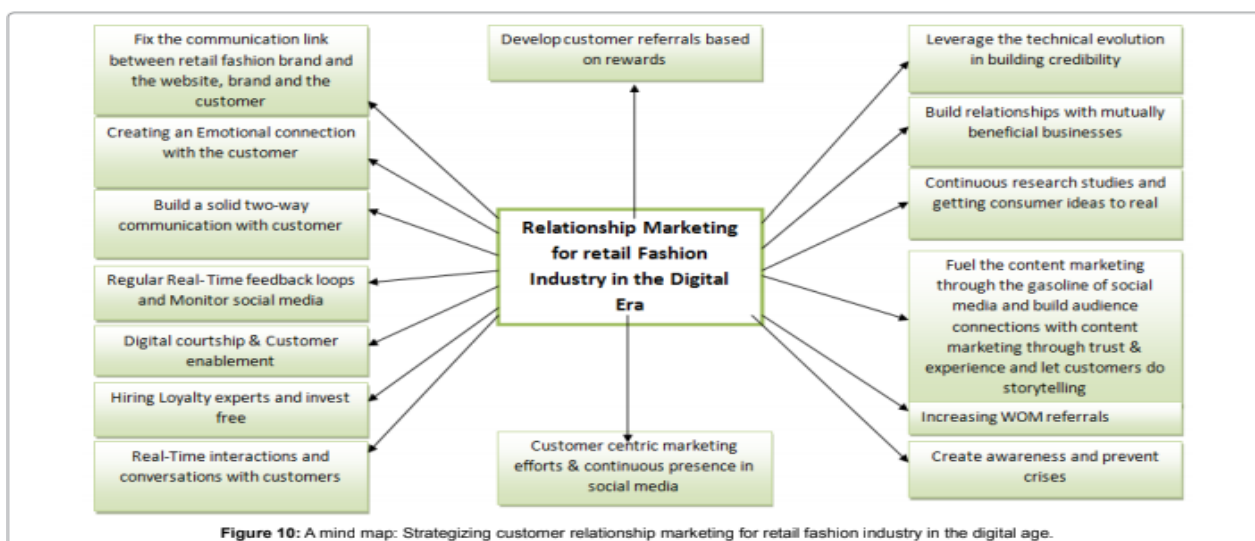 Fix the communication link
between retail fashion brand and
the website, brand and the
customer
Creating an Emotional connection
with the customer
Build a solid two-way
communication with customer
Regular Real-Time feedback loops
and Monitor social media
Digital courtship & Customer
enablement
Hiring Loyalty experts and invest
free
Real-Time interactions and
conversations with customers
Develop customer referrals based
on rewards
Relationship Marketing
for retail Fashion
Industry in the Digital
Era
Customer centric marketing
efforts & continuous presence in
social media
Leverage the technical evolution
in building credibility
Build relationships with mutually
beneficial businesses
Continuous research studies and
getting consumer ideas to real
Fuel the content marketing
through the gasoline of social
media and build audience
connections with content
marketing through trust &
experience and let customers do
storytelling
Increasing WOM referrals
Create awareness and prevent
crises
Figure 10: A mind map: Strategizing customer relationship marketing for retail fashion industry in the digital age.